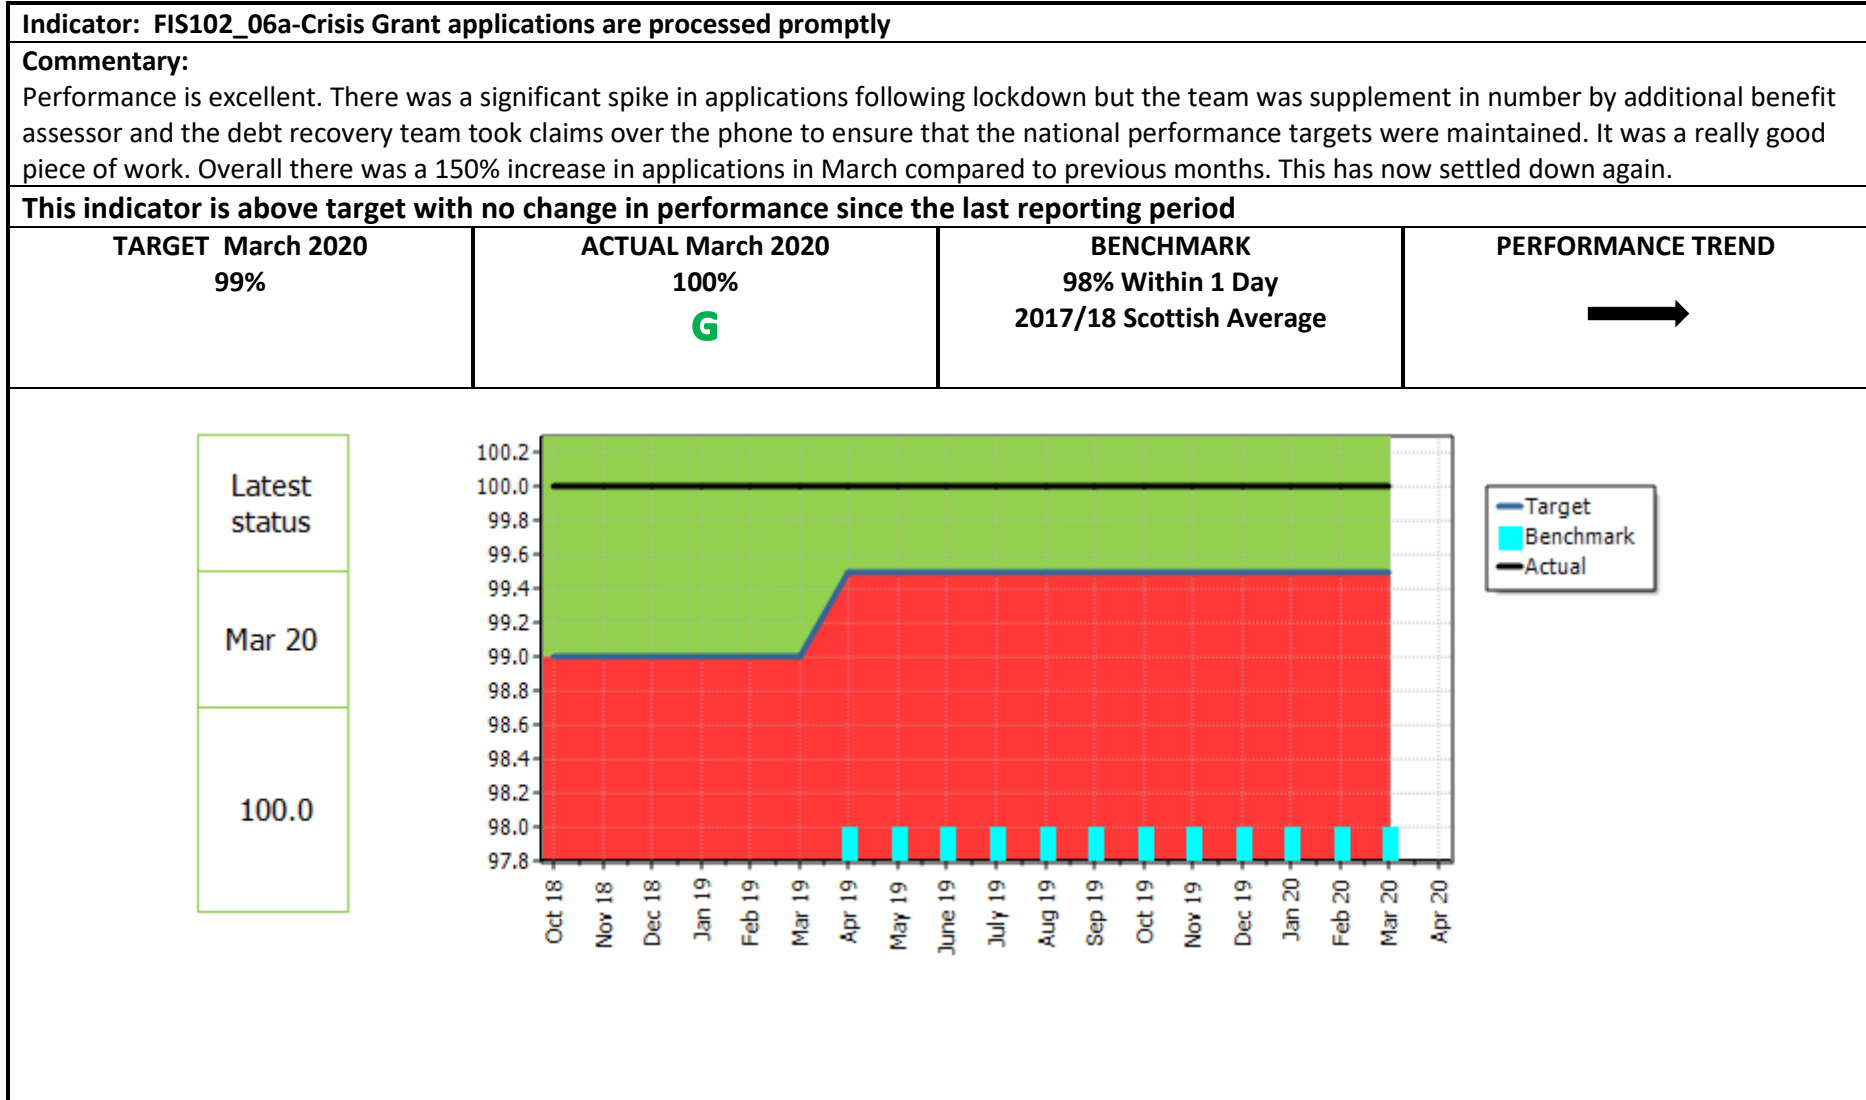 Indicator: FIS102_06a-Crisis Grant applications are processed promptly
Commentary:
Performance is excellent. There was a significant spike in applications following lockdown but the team was supplement in number by additional benefit
assessor and the debt recovery team took claims over the phone to ensure that the national performance targets were maintained. It was a really good
piece of work. Overall there was a 150% increase in applications in March compared to previous months. This has now settled down again.
This indicator is above target with no change in performance since the last reporting period
TARGET March 2020
99%
ACTUAL March 2020
100%
G
BENCHMARK
98% Within 1 Day
2017/18 Scottish Average
PERFORMANCE TREND
Latest
status
Mar 20
100.0
100.2
100.0
99.8
99.6
99.4
99.2
99.0
98.8
98.6
98.4
98.2
98.0
97.8
Oct 18
Nov 18
Dec 18
Jan 19
Feb 19
Mar 19
Apr 19
May 19
June 19
July 19
Aug 19
Sep 19
Oct 19
Nov 19
Dec 19
Jan 20
Feb 20
Mar 20
Apr 20
Target
Benchmark
Actual